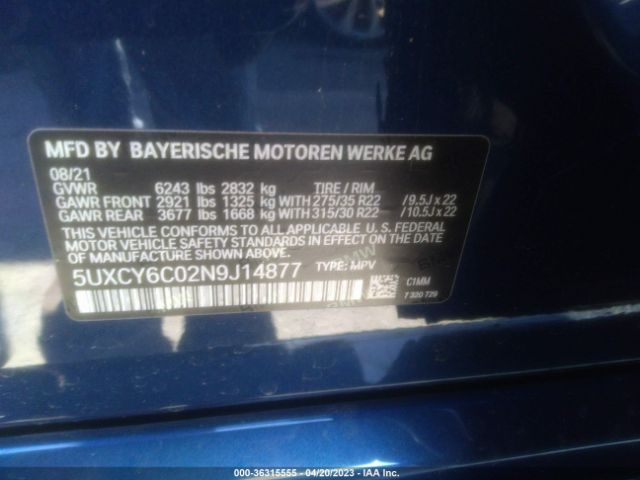 MFD BY BAYERISCHE MOTOREN WERKE AG
08/21
GVWR 6243 lbs 2832 kg TIRE / RIM
GAWR FRONT 2921 lbs 1325 kg WITH 275/35 R22 / 9.5J x 22
GAWR REAR 3677 lbs 1668 kg WITH 315/30 R22 / 10.5J x 22
THIS VEHICLE CONFORMS TO ALL APPLICABLE U.S. FEDERAL
MOTOR VEHICLE SAFETY STANDARDS IN EFFECT ON THE DATE
OF MANUFACTURE SHOWN ABOVE.
5UXCY6C02N9J14877 TYPE: MPV
C1MM
7 320 729
000-36315555 - 04/20/2023 - IAA Inc.